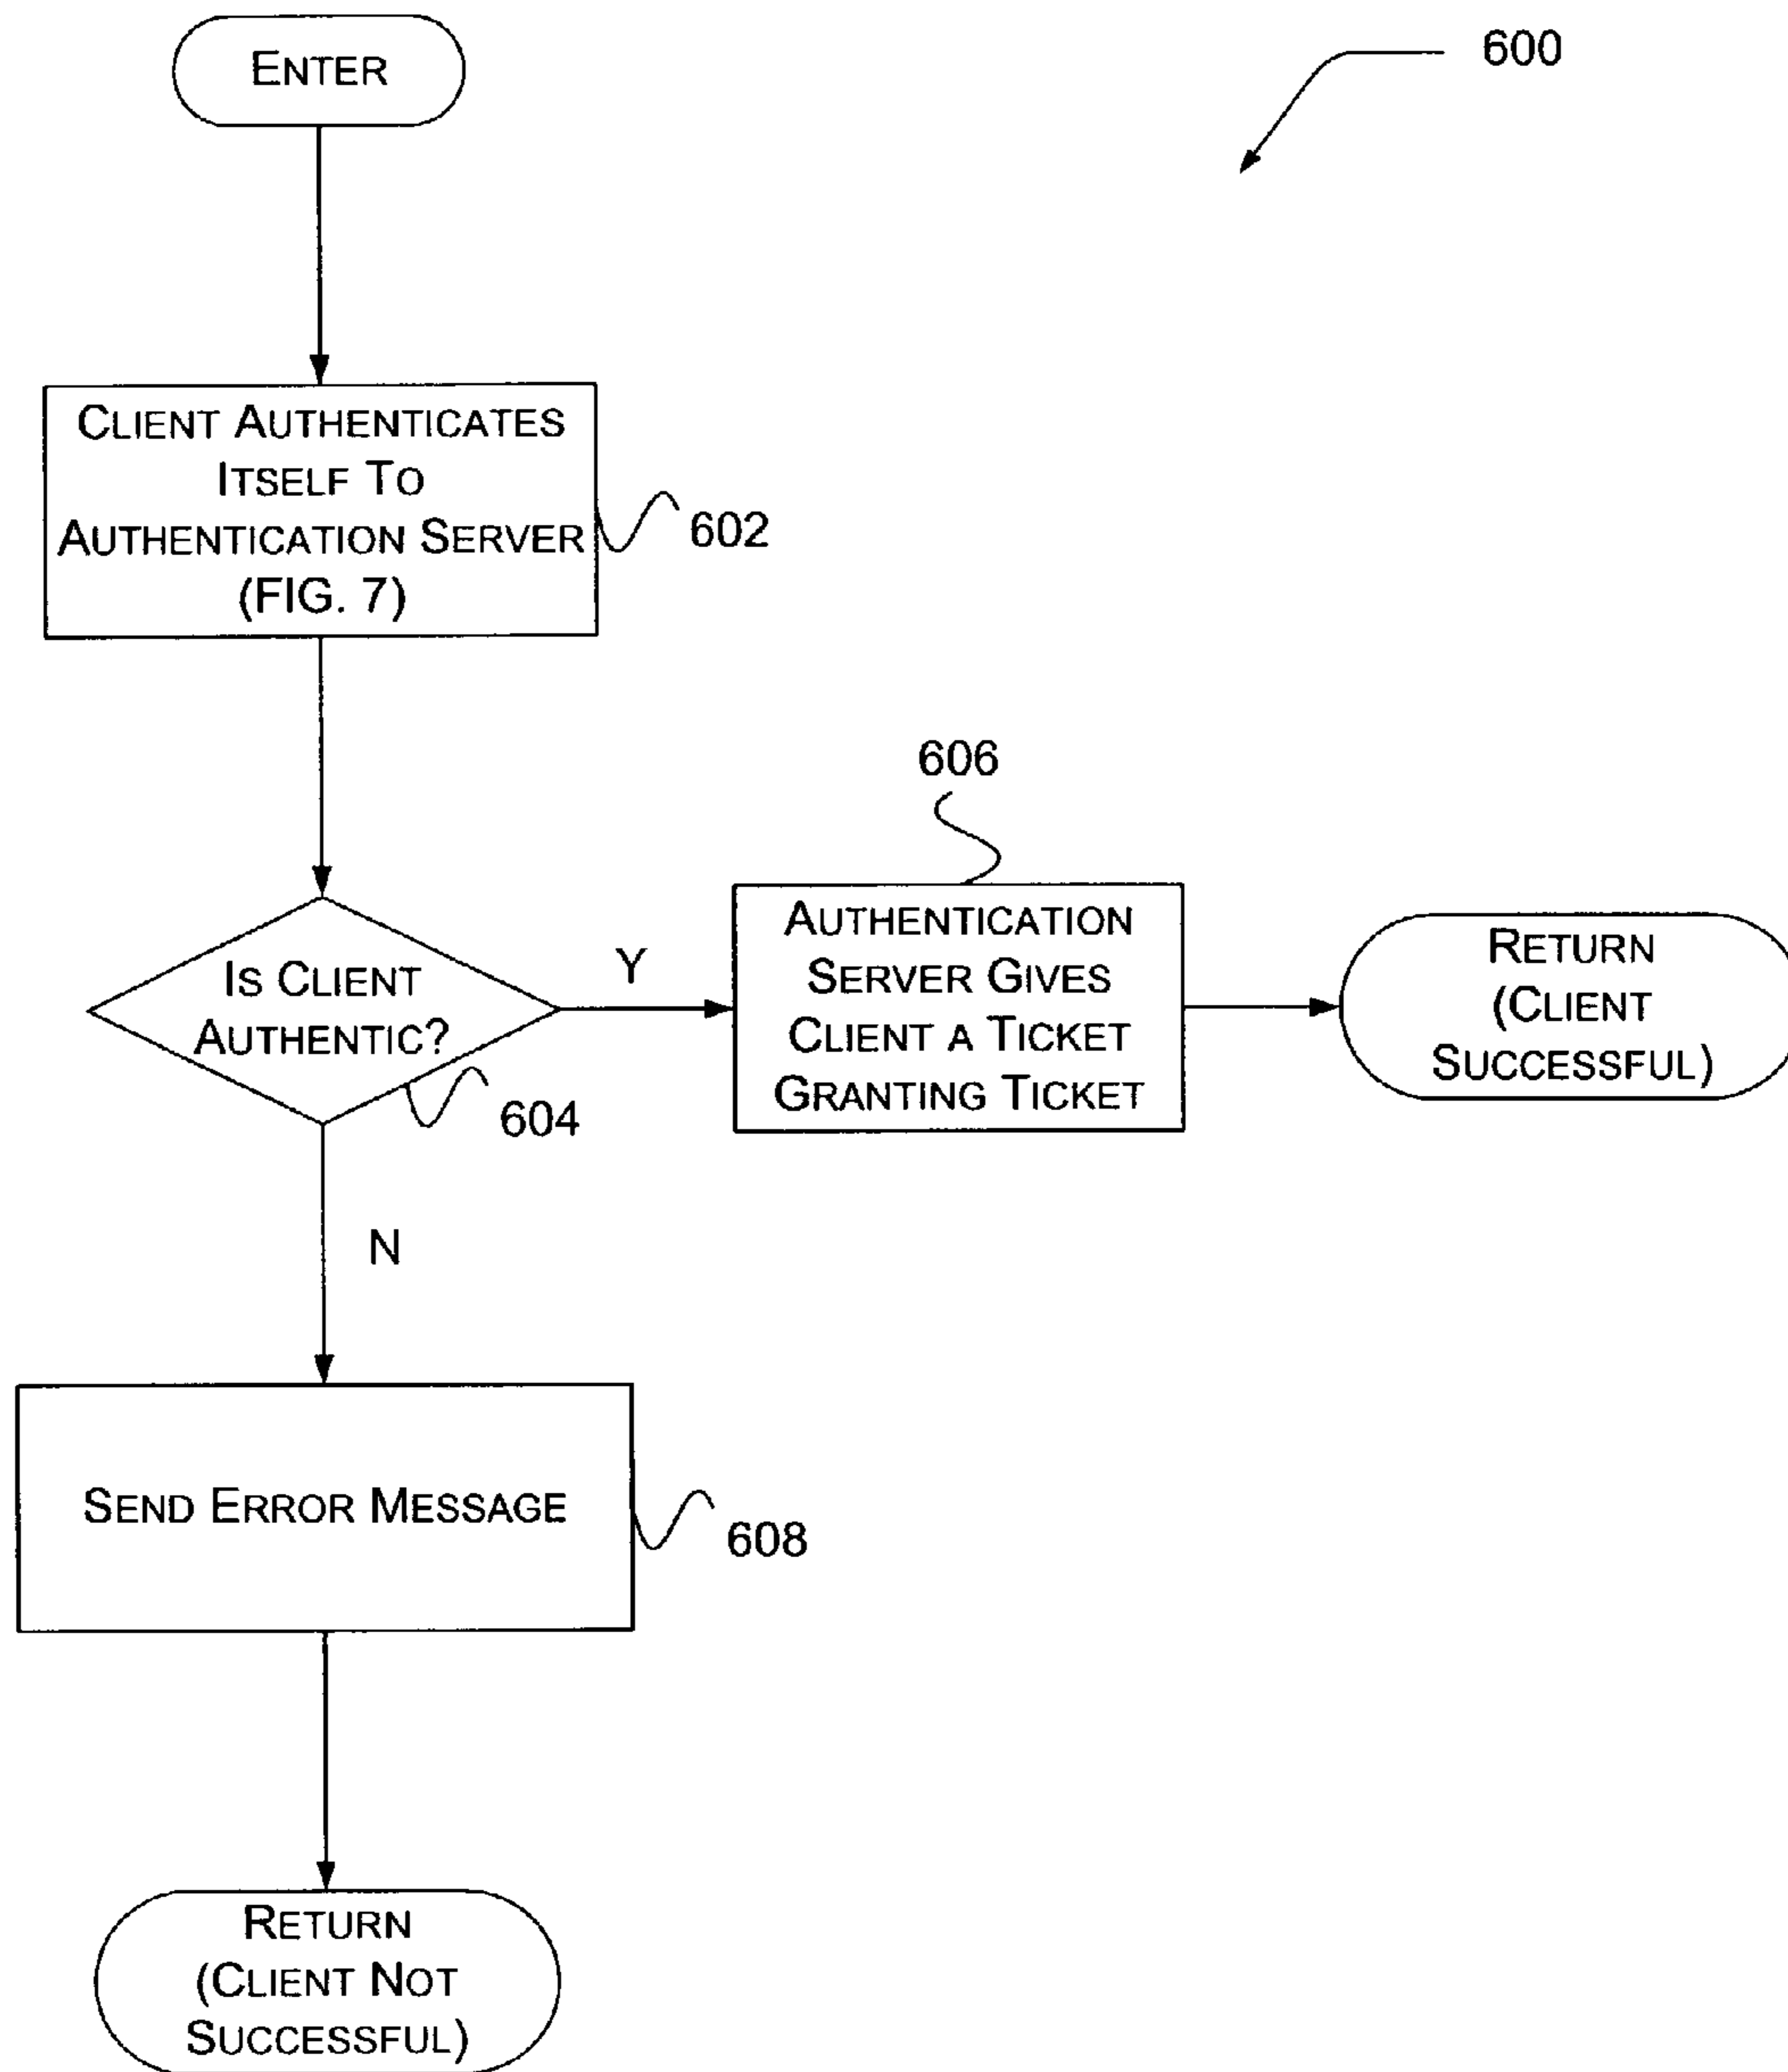 ENTER
600
CLIENT AUTHENTICATES
ITSELF TO
AUTHENTICATION SERVER
(FIG. 7)
602
606
IS CLIENT
AUTHENTIC?
604
Y
AUTHENTICATION
SERVER GIVES
CLIENT A TICKET
GRANTING TICKET
RETURN
(CLIENT
SUCCESSFUL)
N
SEND ERROR MESSAGE
608
RETURN
(CLIENT NOT
SUCCESSFUL)